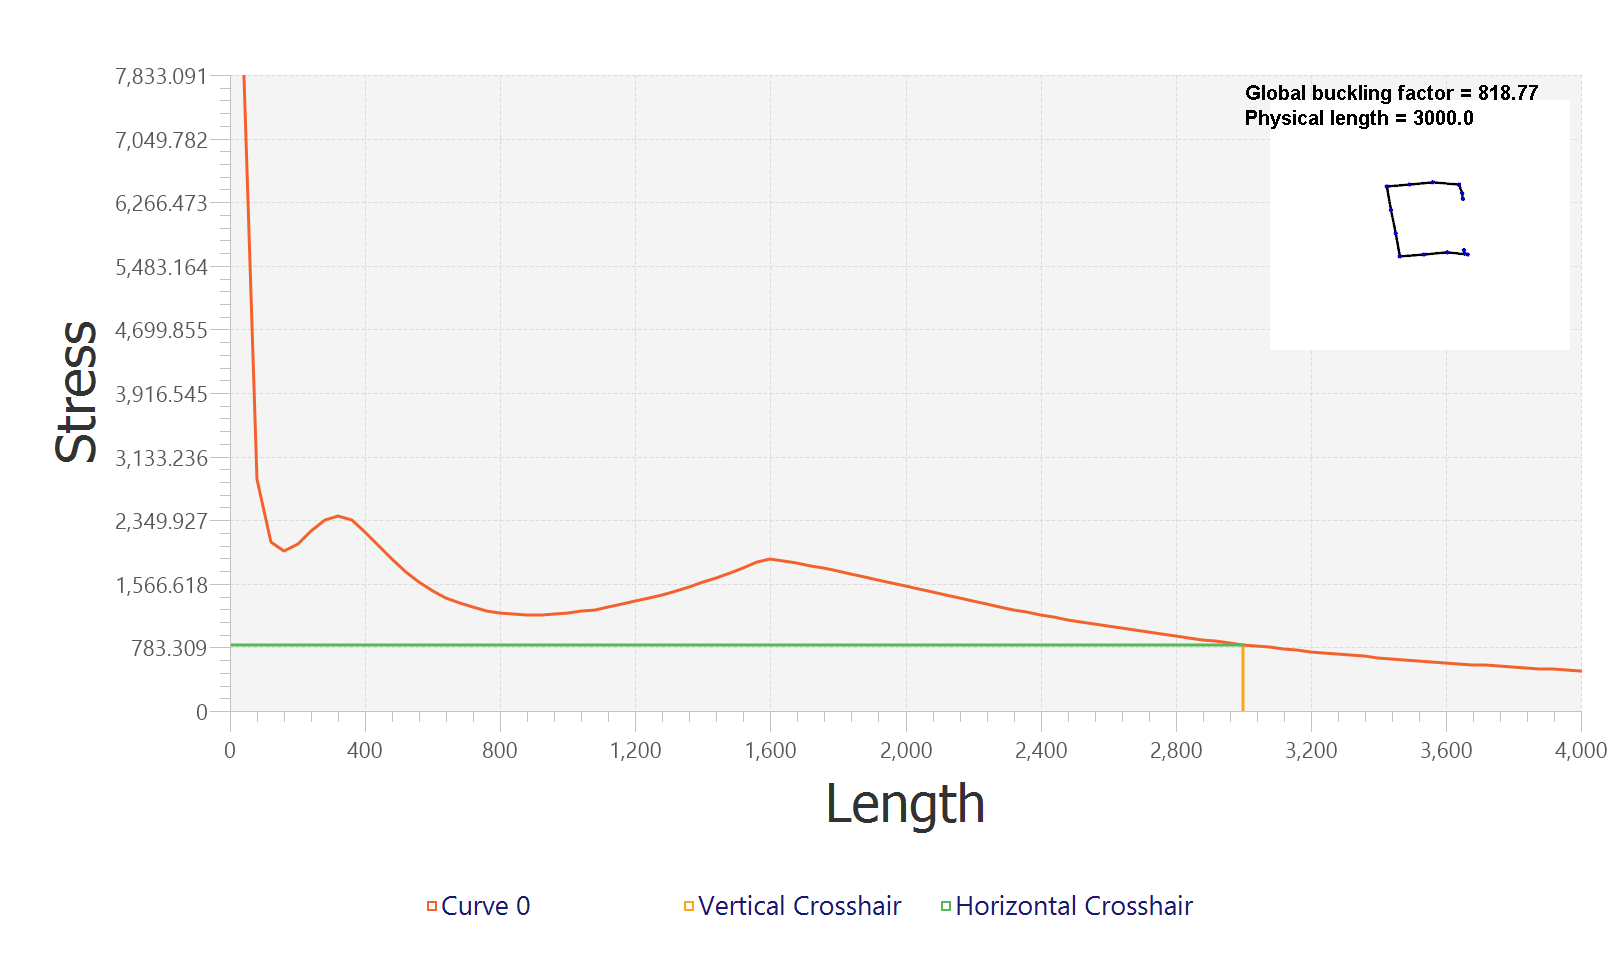 Global buckling factor = 818.77
Physical length = 3000.0
7,833.091
7,049.782
6,266.473
5,483.164
4,699.855
3,916.545
3,133.236
2,349.927
1,566.618
783.309
0
Stress
0 400 800 1,200 1,600 2,000 2,400 2,800 3,200 3,600 4,000
Length
Curve 0 Vertical Crosshair Horizontal Crosshair